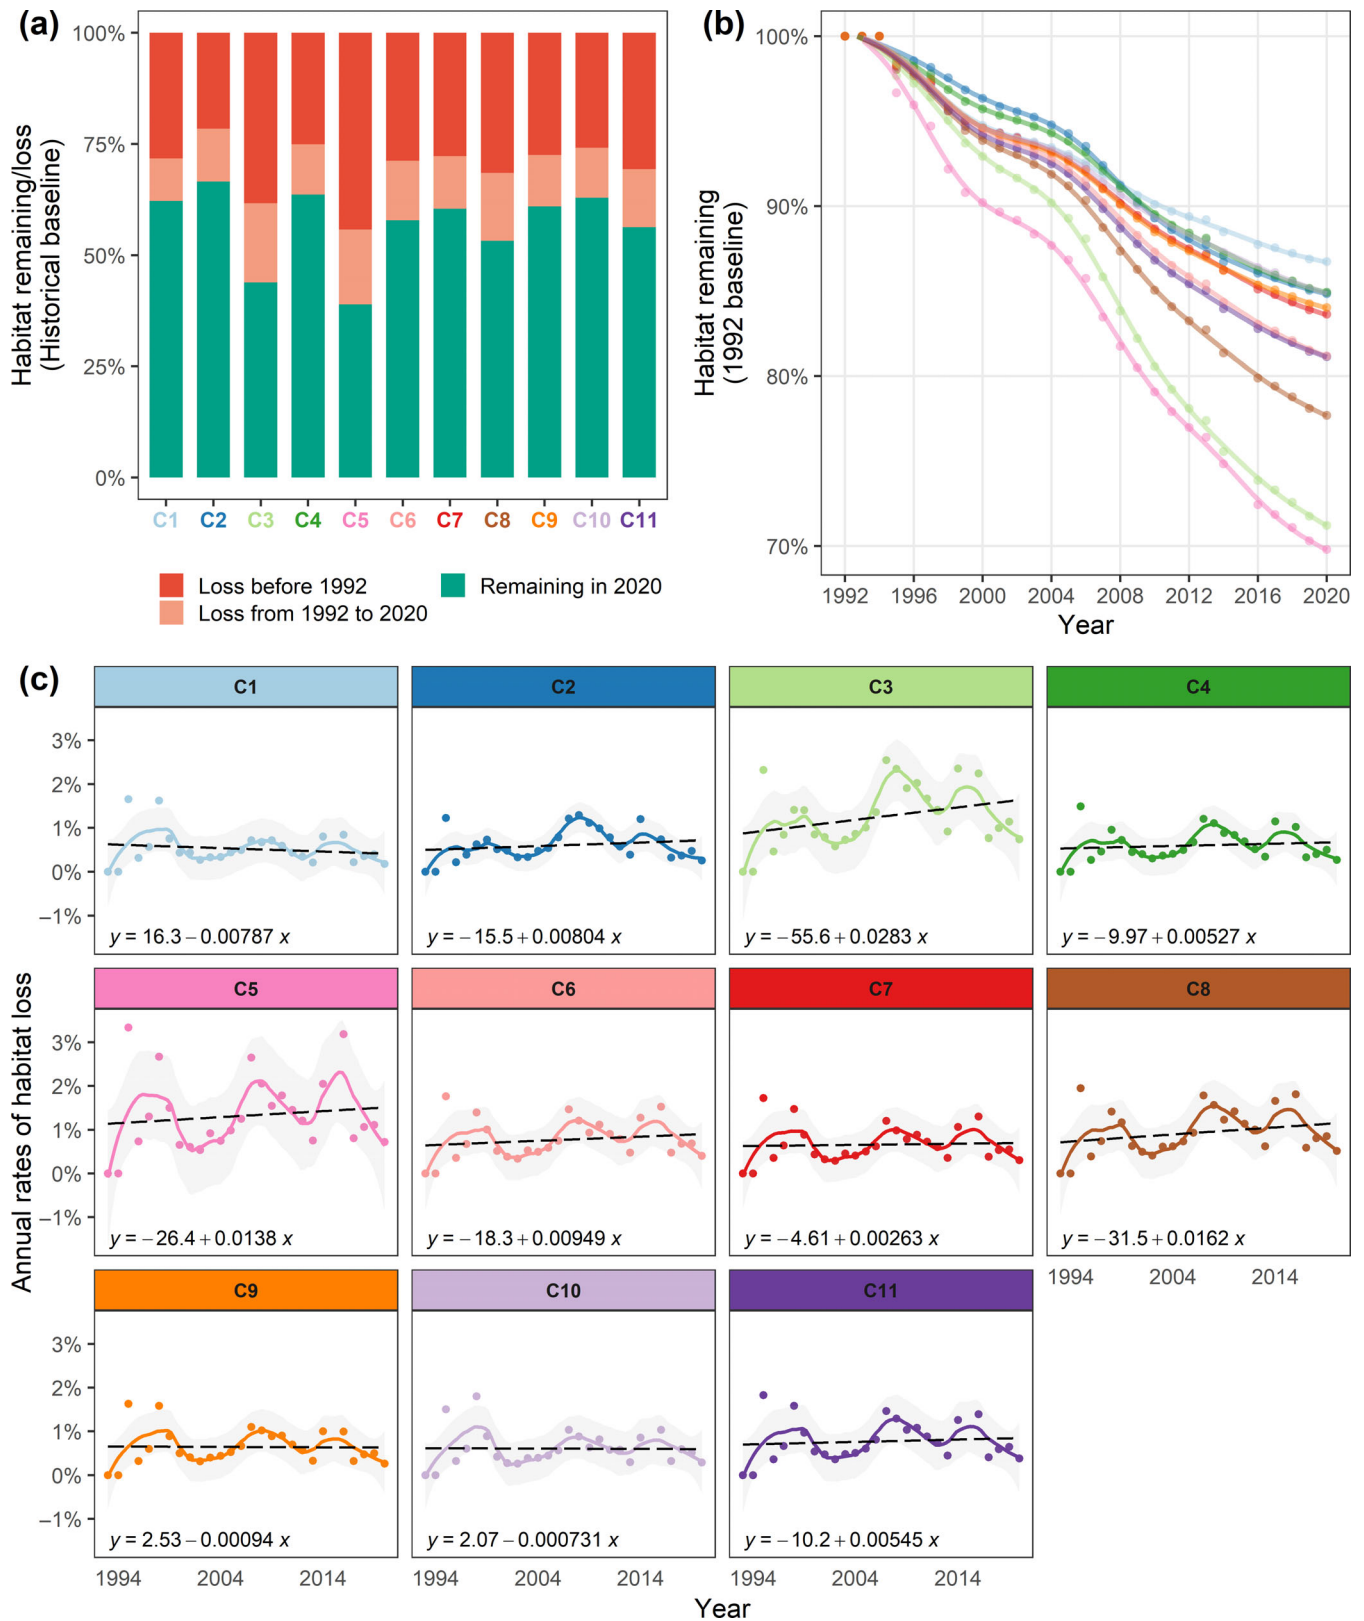 (a)
Habitat remaining/loss
(Historical baseline)
100%
75%
50%
25%
0%
C1 C2 C3 C4 C5 C6 C7 C8 C9 C10 C11
Loss before 1992
Loss from 1992 to 2020
Remaining in 2020
(b)
Habitat remaining
(1992 baseline)
100%
90%
80%
70%
1992 1996 2000 2004 2008 2012 2016 2020
Year
(c)
Annual rates of habitat loss
C1 C2 C3 C4
3%
2%
1%
0%
−1%
y = 16.3 − 0.00787 x
y = −15.5 + 0.00804 x
y = −55.6 + 0.0283 x
y = −9.97 + 0.00527 x
C5 C6 C7 C8
3%
2%
1%
0%
−1%
y = −26.4 + 0.0138 x
y = −18.3 + 0.00949 x
y = −4.61 + 0.00263 x
y = −31.5 + 0.0162 x
1994 2004 2014
C9 C10 C11
3%
2%
1%
0%
−1%
y = 2.53 − 0.00094 x
y = 2.07 − 0.000731 x
y = −10.2 + 0.00545 x
1994 2004 2014
1994 2004 2014
1994 2004 2014
Year